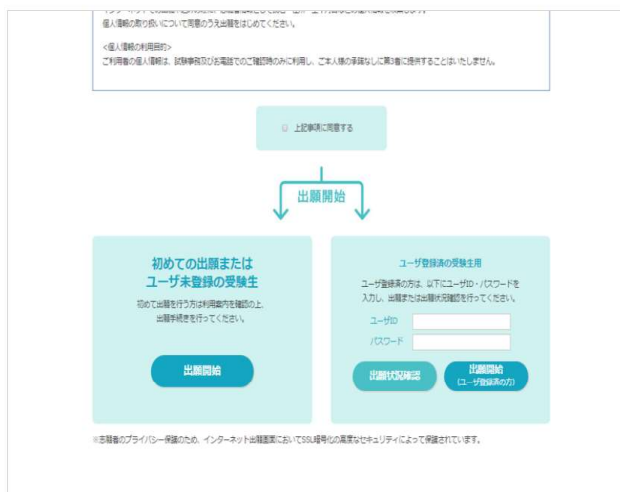 個人情報の取り扱いについて同意のうえ出願をはじめてください。
<個人情報の利用目的>
ご利用者の個人情報は、試験事務及びお電話でのご確認時のみに利用し、ご本人様の承諾なしに第3者に提供することはいたしません。
上記事項に同意する
出願開始
初めての出願または
ユーザ未登録の受験生
初めて出願を行う方は利用案内を確認の上、
出願手続きを行ってください。
出願開始
ユーザ登録済の受験生用
ユーザ登録済の方は、以下にユーザID・パスワードを
入力し、出願または出願状況確認を行ってください。
ユーザID
パスワード
出願状況確認
出願開始
(ユーザ登録済の方)
※志願者のプライバシー保護のため、インターネット出願画面においてSSL暗号化の高度なセキュリティによって保護されています。